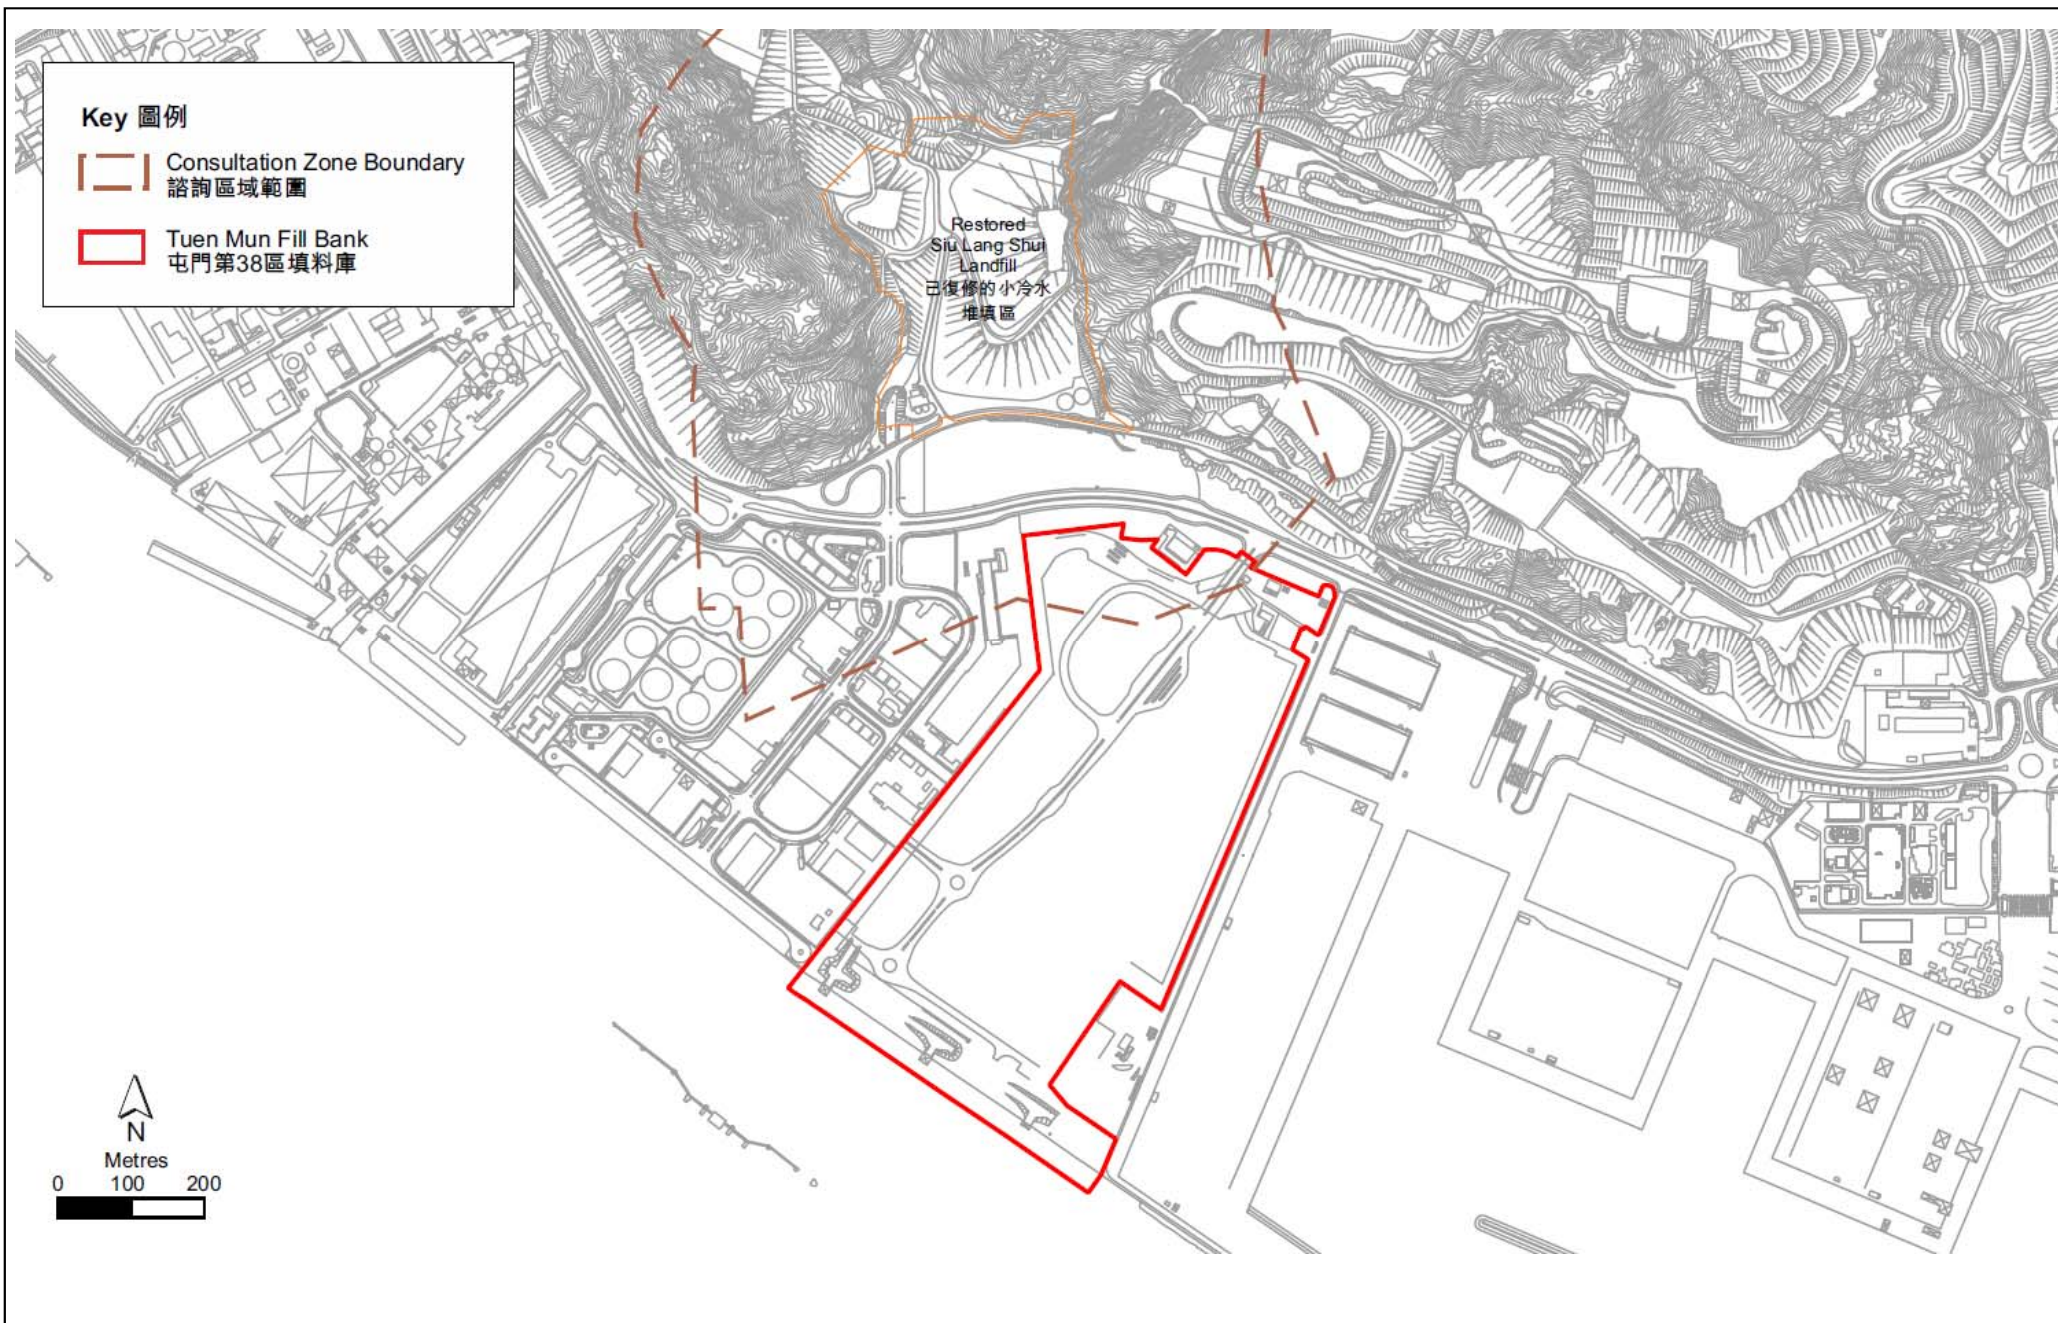 Key 圖例
Consultation Zone Boundary
諮詢區域範圍
Tuen Mun Fill Bank
屯門第38區填料庫
Restored
Siu Lang Shui
Landfill
已復修的小冷水
堆填區
N
Metres
0 100 200